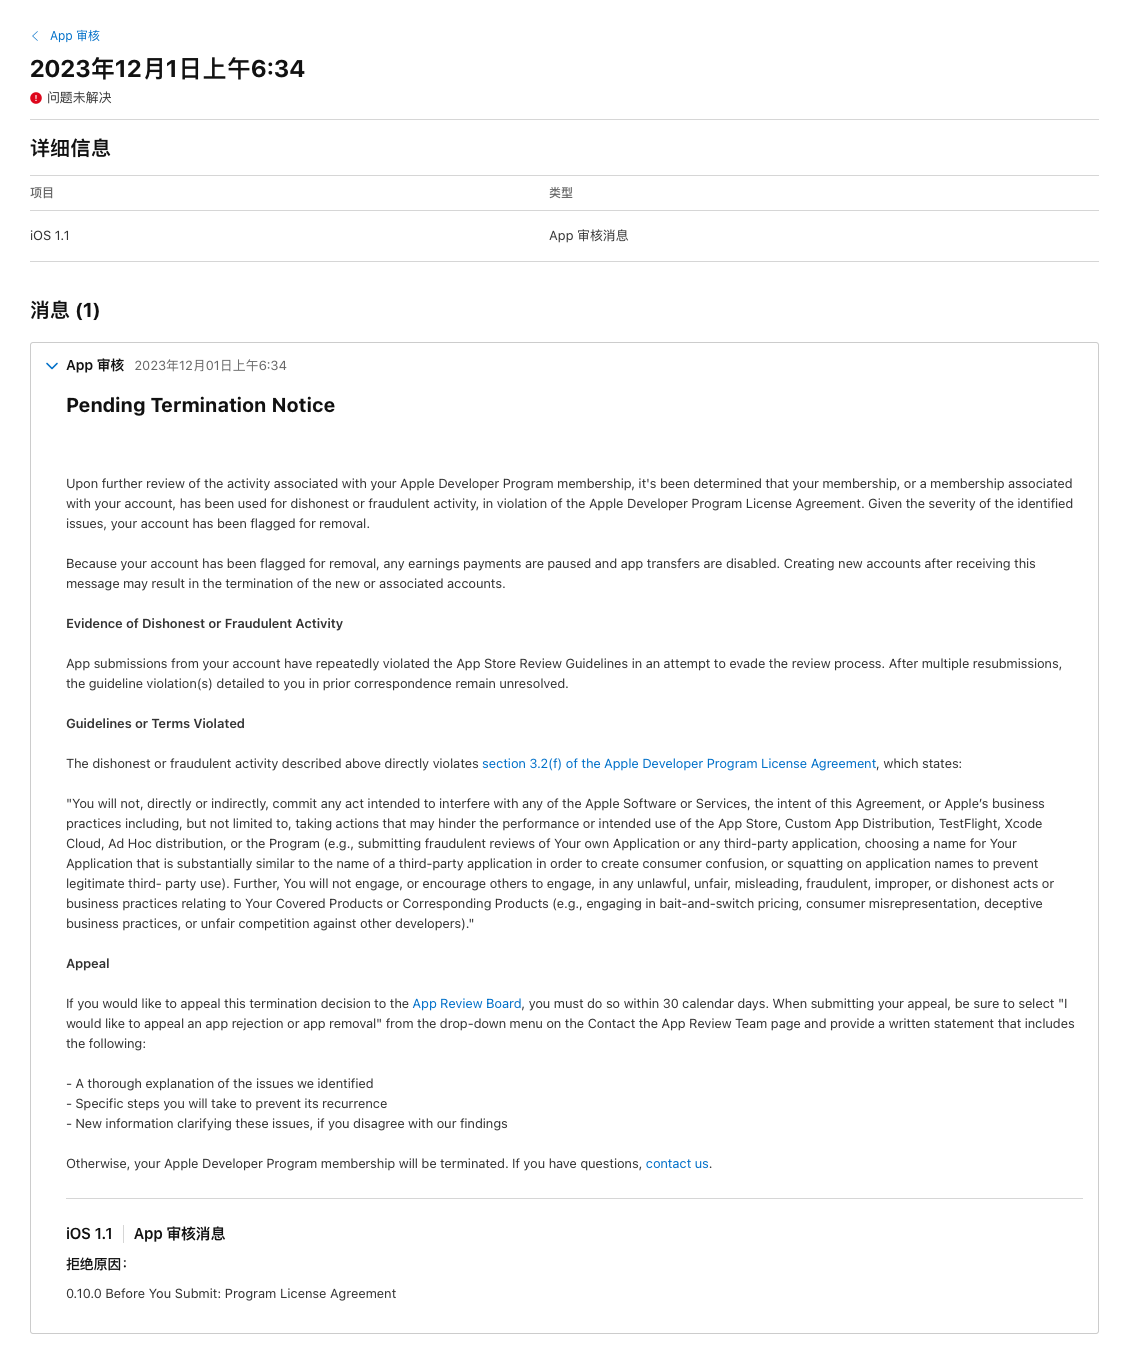 App 审核
2023年12月1日上午6:34
问题未解决
详细信息
项目
类型
iOS 1.1
App 审核消息
消息 (1)
App 审核 2023年12月01日上午6:34
Pending Termination Notice
Upon further review of the activity associated with your Apple Developer Program membership, it's been determined that your membership, or a membership associated
with your account, has been used for dishonest or fraudulent activity, in violation of the Apple Developer Program License Agreement. Given the severity of the identified
issues, your account has been flagged for removal.
Because your account has been flagged for removal, any earnings payments are paused and app transfers are disabled. Creating new accounts after receiving this
message may result in the termination of the new or associated accounts.
Evidence of Dishonest or Fraudulent Activity
App submissions from your account have repeatedly violated the App Store Review Guidelines in an attempt to evade the review process. After multiple resubmissions,
the guideline violation(s) detailed to you in prior correspondence remain unresolved.
Guidelines or Terms Violated
The dishonest or fraudulent activity described above directly violates section 3.2(f) of the Apple Developer Program License Agreement, which states:
"You will not, directly or indirectly, commit any act intended to interfere with any of the Apple Software or Services, the intent of this Agreement, or Apple's business
practices including, but not limited to, taking actions that may hinder the performance or intended use of the App Store, Custom App Distribution, TestFlight, Xcode
Cloud, Ad Hoc distribution, or the Program (e.g., submitting fraudulent reviews of Your own Application or any third-party application, choosing a name for Your
Application that is substantially similar to the name of a third-party application in order to create consumer confusion, or squatting on application names to prevent
legitimate third- party use). Further, You will not engage, or encourage others to engage, in any unlawful, unfair, misleading, fraudulent, improper, or dishonest acts or
business practices relating to Your Covered Products or Corresponding Products (e.g., engaging in bait-and-switch pricing, consumer misrepresentation, deceptive
business practices, or unfair competition against other developers)."
Appeal
If you would like to appeal this termination decision to the App Review Board, you must do so within 30 calendar days. When submitting your appeal, be sure to select "I
would like to appeal an app rejection or app removal" from the drop-down menu on the Contact the App Review Team page and provide a written statement that includes
the following:
- A thorough explanation of the issues we identified
- Specific steps you will take to prevent its recurrence
- New information clarifying these issues, if you disagree with our findings
Otherwise, your Apple Developer Program membership will be terminated. If you have questions, contact us.
iOS 1.1 App 审核消息
拒绝原因：
0.10.0 Before You Submit: Program License Agreement